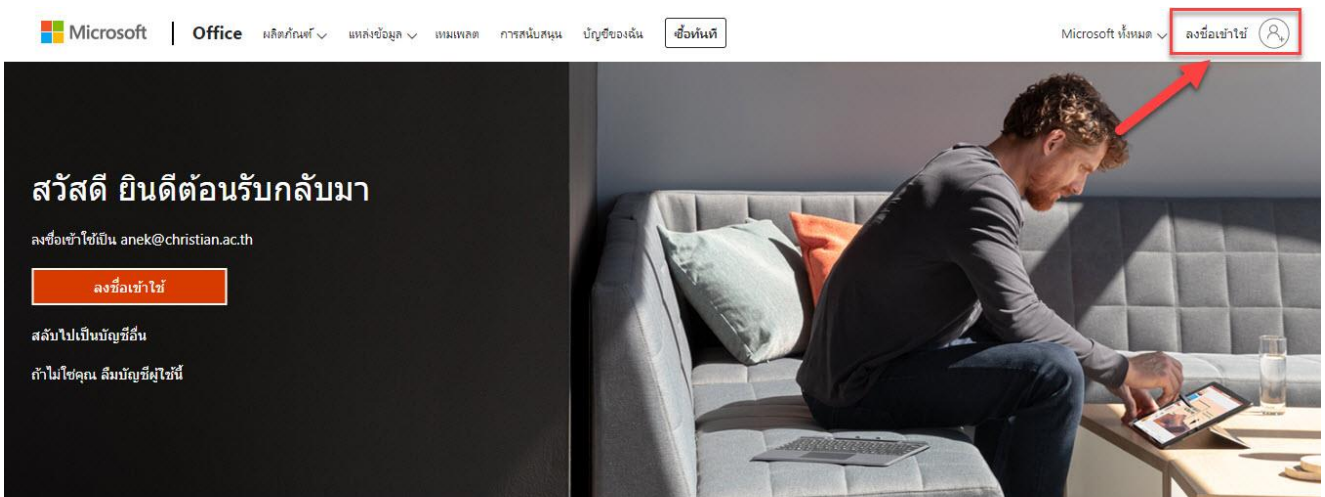 Microsoft | Office ผลิตภัณฑ์ แหล่งข้อมูล เทมเพลต การสนับสนุน บัญชีของฉัน ซื้อทันที Microsoft ทั้งหมด ลงชื่อเข้าใช้
สวัสดี ยินดีต้อนรับกลับมา
ลงชื่อเข้าใช้เป็น anek@christian.ac.th
ลงชื่อเข้าใช้
สลับไปเป็นบัญชีอื่น
ถ้าไม่ใช่คุณ ลืมบัญชีผู้ใช้นี้